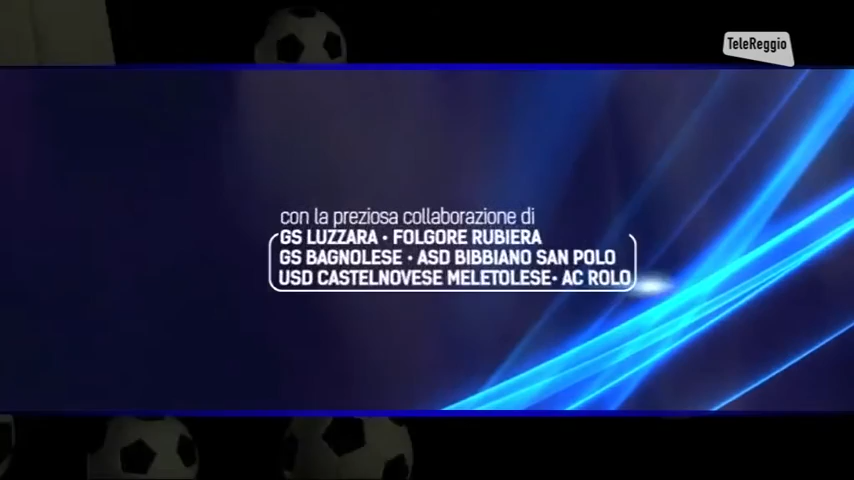 TeleReggio
con la preziosa collaborazione di
GS LUZZARA • FOLGORE RUBIERA
GS BAGNOLESE • ASD BIBBIANO SAN POLO
USD CASTELNOVESE MELETOLESE• AC ROLO